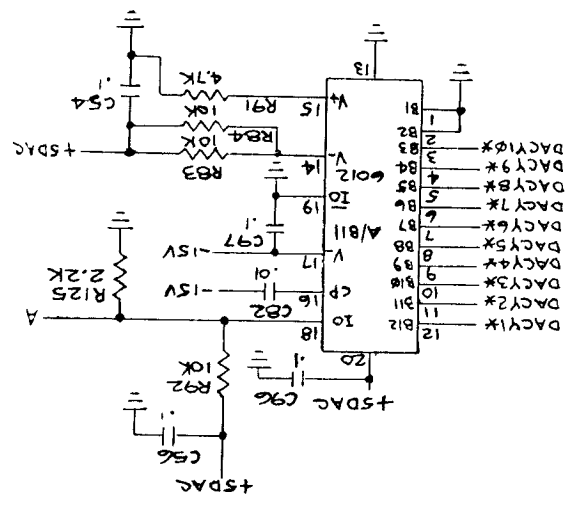 +5DAC
C56
.1
+5DAC
C96
.1
R92
10K
20
DACY1*
12
B12
DACY2*
11
B11
DACY3*
10
B10
DACY4*
9
B9
DACY5*
8
B8
DACY6*
7
B7
DACY7*
6
B6
DACY8*
5
B5
DACY9*
4
B4
DACY10*
3
B3
2
B2
1
B1
A/B11
6012
IO
18
A
R125
2.2K
CP
16
C82
.01
-15V
V-
17
-15V
C97
.1
IO
19
V-
14
R83
10K
+5DAC
R84
10K
V+
15
R91
4.7K
C54
.1
13